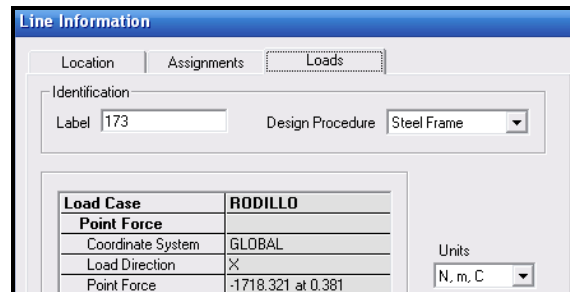 Line Information
Location Assignments Loads
Identification
Label 173 Design Procedure Steel Frame
Load Case RODILLO
Point Force
Coordinate System GLOBAL
Load Direction X
Point Force -1718.321 at 0.381
Units
N, m, C